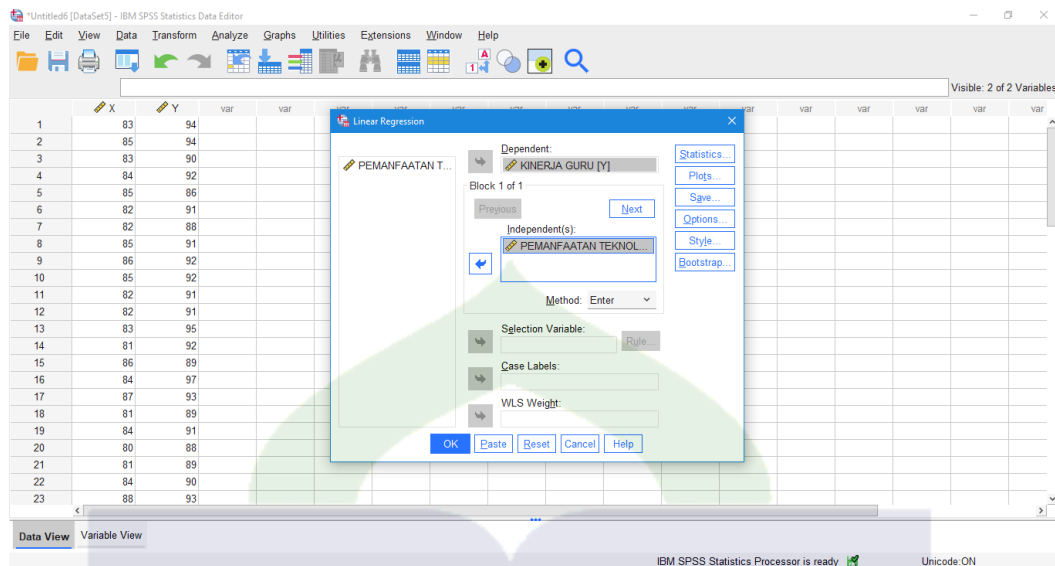 *Untitled6 [DataSet5] - IBM SPSS Statistics Data Editor
File Edit View Data Transform Analyze Graphs Utilities Extensions Window Help
Visible: 2 of 2 Variables
X Y var var var var var var var var var var var var var var
1 83 94
2 85 94
3 83 90
4 84 92
5 85 86
6 82 91
7 82 88
8 85 91
9 86 92
10 85 92
11 82 91
12 82 91
13 83 95
14 81 92
15 86 89
16 84 97
17 87 93
18 81 89
19 84 91
20 80 88
21 81 89
22 84 90
23 88 93
Linear Regression
PEMANFAATAN T...
Dependent:
KINERJA GURU [Y]
Block 1 of 1
Previous Next
Independent(s):
PEMANFAATAN TEKNOL...
Method: Enter
Selection Variable:
Rule...
Case Labels:
WLS Weight:
Statistics...
Plots...
Save...
Options...
Style...
Bootstrap...
OK Paste Reset Cancel Help
Data View Variable View
IBM SPSS Statistics Processor is ready Unicode:ON